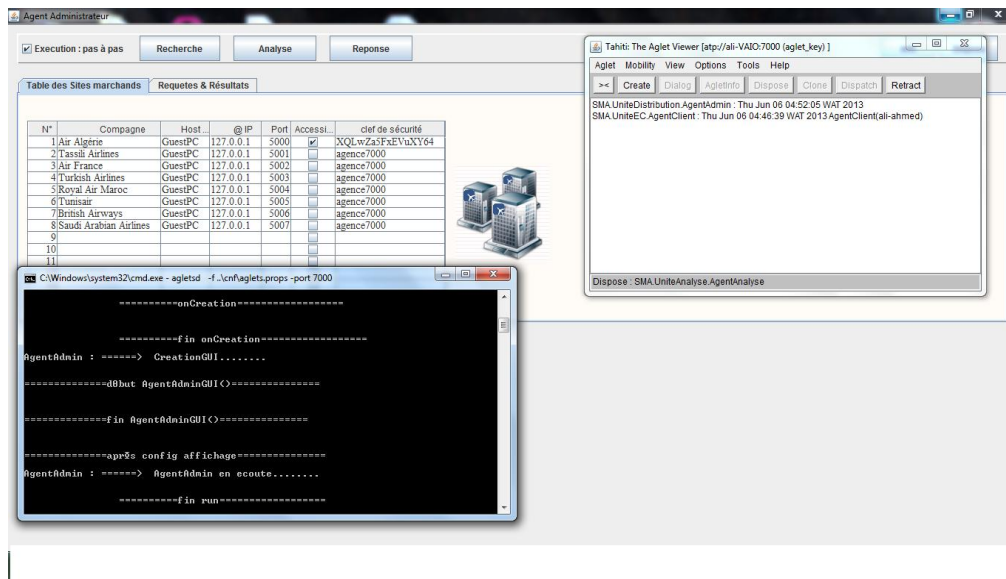 Agent Administrateur
Execution : pas à pas
Recherche
Analyse
Reponse
Table des Sites marchands
Requetes & Résultats
N° Compagne Host... @ IP Port Accessi... clef de sécurité
1 Air Algérie GuestPC 127.0.0.1 5000 XQLwZa5FxEVuXY64
2 Tassili Airlines GuestPC 127.0.0.1 5001 agence7000
3 Air France GuestPC 127.0.0.1 5002 agence7000
4 Turkish Airlines GuestPC 127.0.0.1 5003 agence7000
5 Royal Air Maroc GuestPC 127.0.0.1 5004 agence7000
6 Tunisair GuestPC 127.0.0.1 5005 agence7000
7 British Airways GuestPC 127.0.0.1 5006 agence7000
8 Saudi Arabian Airlines GuestPC 127.0.0.1 5007 agence7000
9
10
11
Tahiti: The Aglet Viewer [atp://ali-VAIO:7000 (aglet_key) ]
Aglet Mobility View Options Tools Help
>< Create Dialog AgletInfo Dispose Clone Dispatch Retract
SMA.UniteDistribution.AgentAdmin : Thu Jun 06 04:52:05 WAT 2013
SMA.UniteEC.AgentClient : Thu Jun 06 04:46:39 WAT 2013 AgentClient(ali-ahmed)
Dispose : SMA.UniteAnalyse.AgentAnalyse
C:\Windows\system32\cmd.exe - agletsd -f ..\cnf\aglets.props -port 7000
==========onCreation==================
==========fin onCreation==================
AgentAdmin : ======> CreationGUI........
==============dÚbut AgentAdminGUI()===============
==============fin AgentAdminGUI()===============
==============config affichage===============
AgentAdmin : ======> AgentAdmin en ecoute........
==========fin run==================